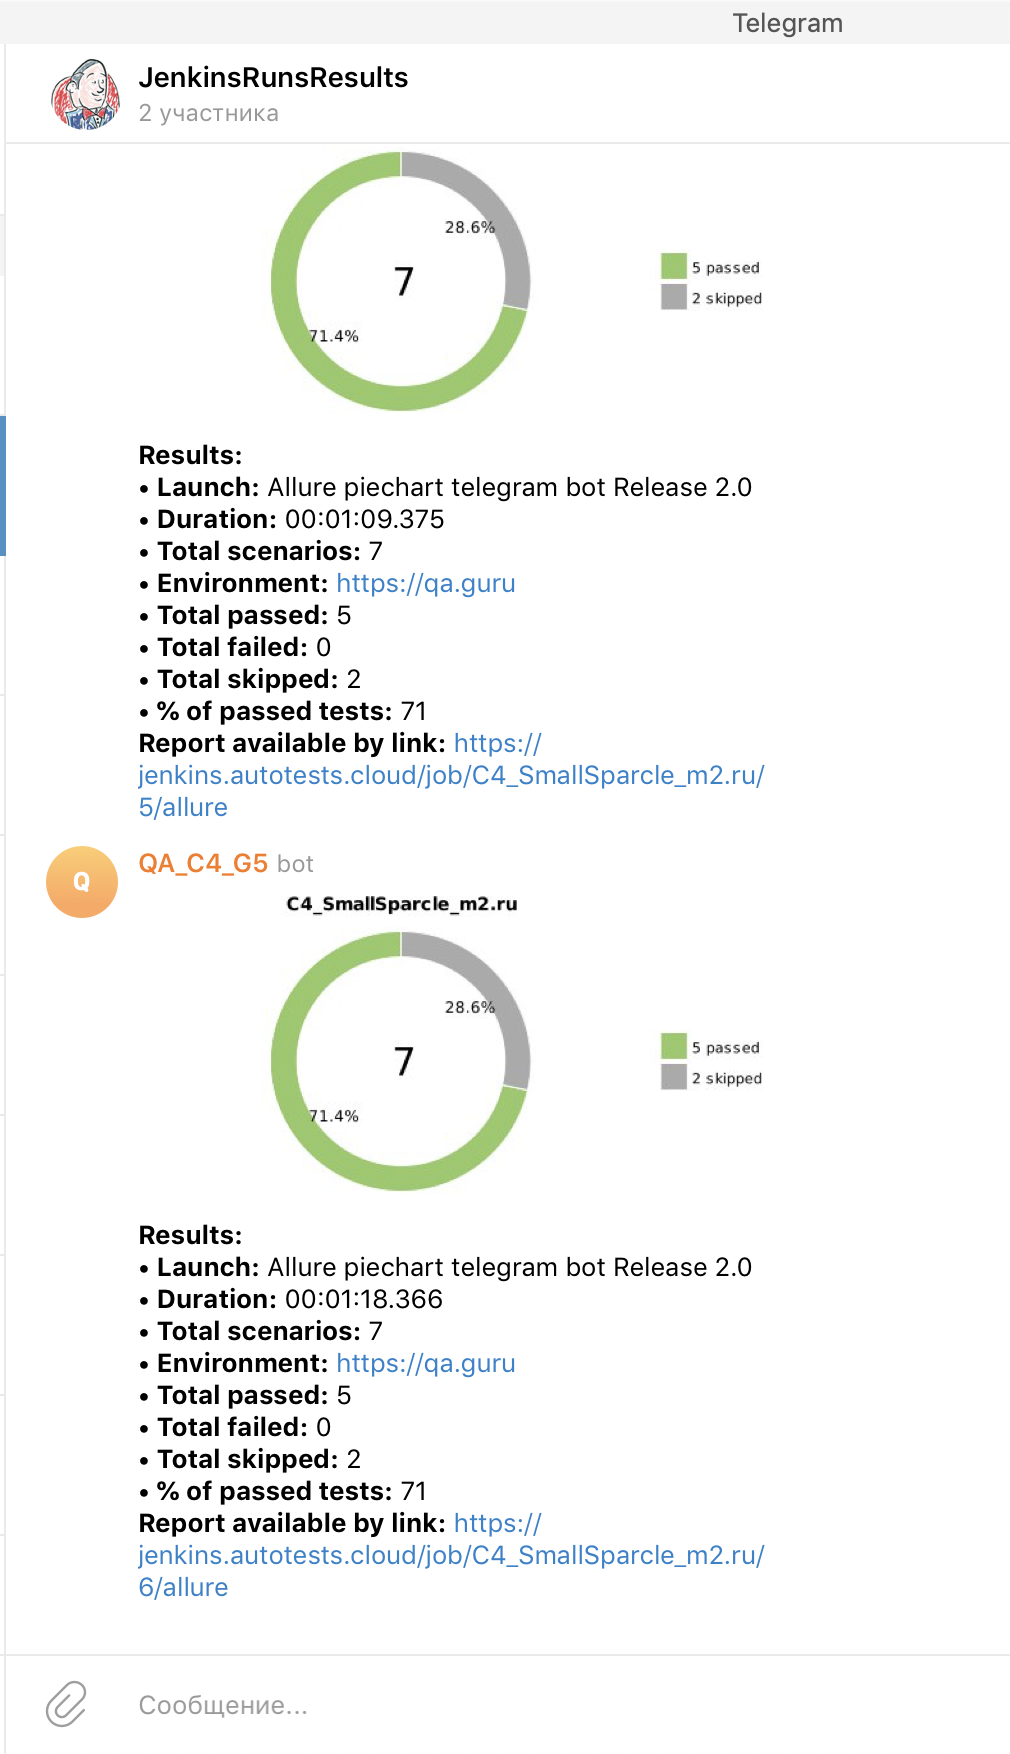 Telegram
JenkinsRunsResults
2 участника
28.6%
7
71.4%
5 passed
2 skipped
Results:
• Launch: Allure piechart telegram bot Release 2.0
• Duration: 00:01:09.375
• Total scenarios: 7
• Environment: https://qa.guru
• Total passed: 5
• Total failed: 0
• Total skipped: 2
• % of passed tests: 71
Report available by link: https://
jenkins.autotests.cloud/job/C4_SmallSparcle_m2.ru/
5/allure
Q
QA_C4_G5 bot
C4_SmallSparcle_m2.ru
28.6%
7
71.4%
5 passed
2 skipped
Results:
• Launch: Allure piechart telegram bot Release 2.0
• Duration: 00:01:18.366
• Total scenarios: 7
• Environment: https://qa.guru
• Total passed: 5
• Total failed: 0
• Total skipped: 2
• % of passed tests: 71
Report available by link: https://
jenkins.autotests.cloud/job/C4_SmallSparcle_m2.ru/
6/allure
Сообщение...